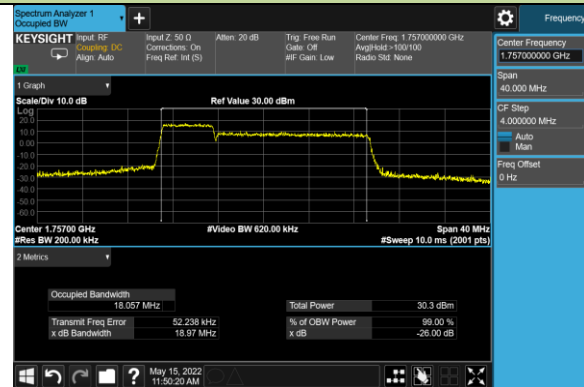 Spectrum Analyzer 1
Occupied BW
+
Frequency
KEYSIGHT
Input: RF
Coupling: DC
Align: Auto
Input Z: 50 Ω
Corrections: On
Freq Ref: Int (S)
Atten: 20 dB
Trig: Free Run
Gate: Off
#IF Gain: Low
Center Freq: 1.757000000 GHz
Avg|Hold:>100/100
Radio Std: None
Center Frequency
1.757000000 GHz
Span
40.000 MHz
CF Step
4.000000 MHz
Auto
Man
Freq Offset
0 Hz
1 Graph
Scale/Div 10.0 dB
Ref Value 30.00 dBm
Log
20.0
10.0
0.00
-10.0
-20.0
-30.0
-40.0
-50.0
-60.0
Center 1.75700 GHz
#Video BW 620.00 kHz
Span 40 MHz
#Res BW 200.00 kHz
#Sweep 10.0 ms (2001 pts)
2 Metrics
Occupied Bandwidth
18.057 MHz
Total Power 30.3 dBm
Transmit Freq Error 52.238 kHz
% of OBW Power 99.00 %
x dB Bandwidth 18.97 MHz
x dB -26.00 dB
?
May 15, 2022
11:50:20 AM